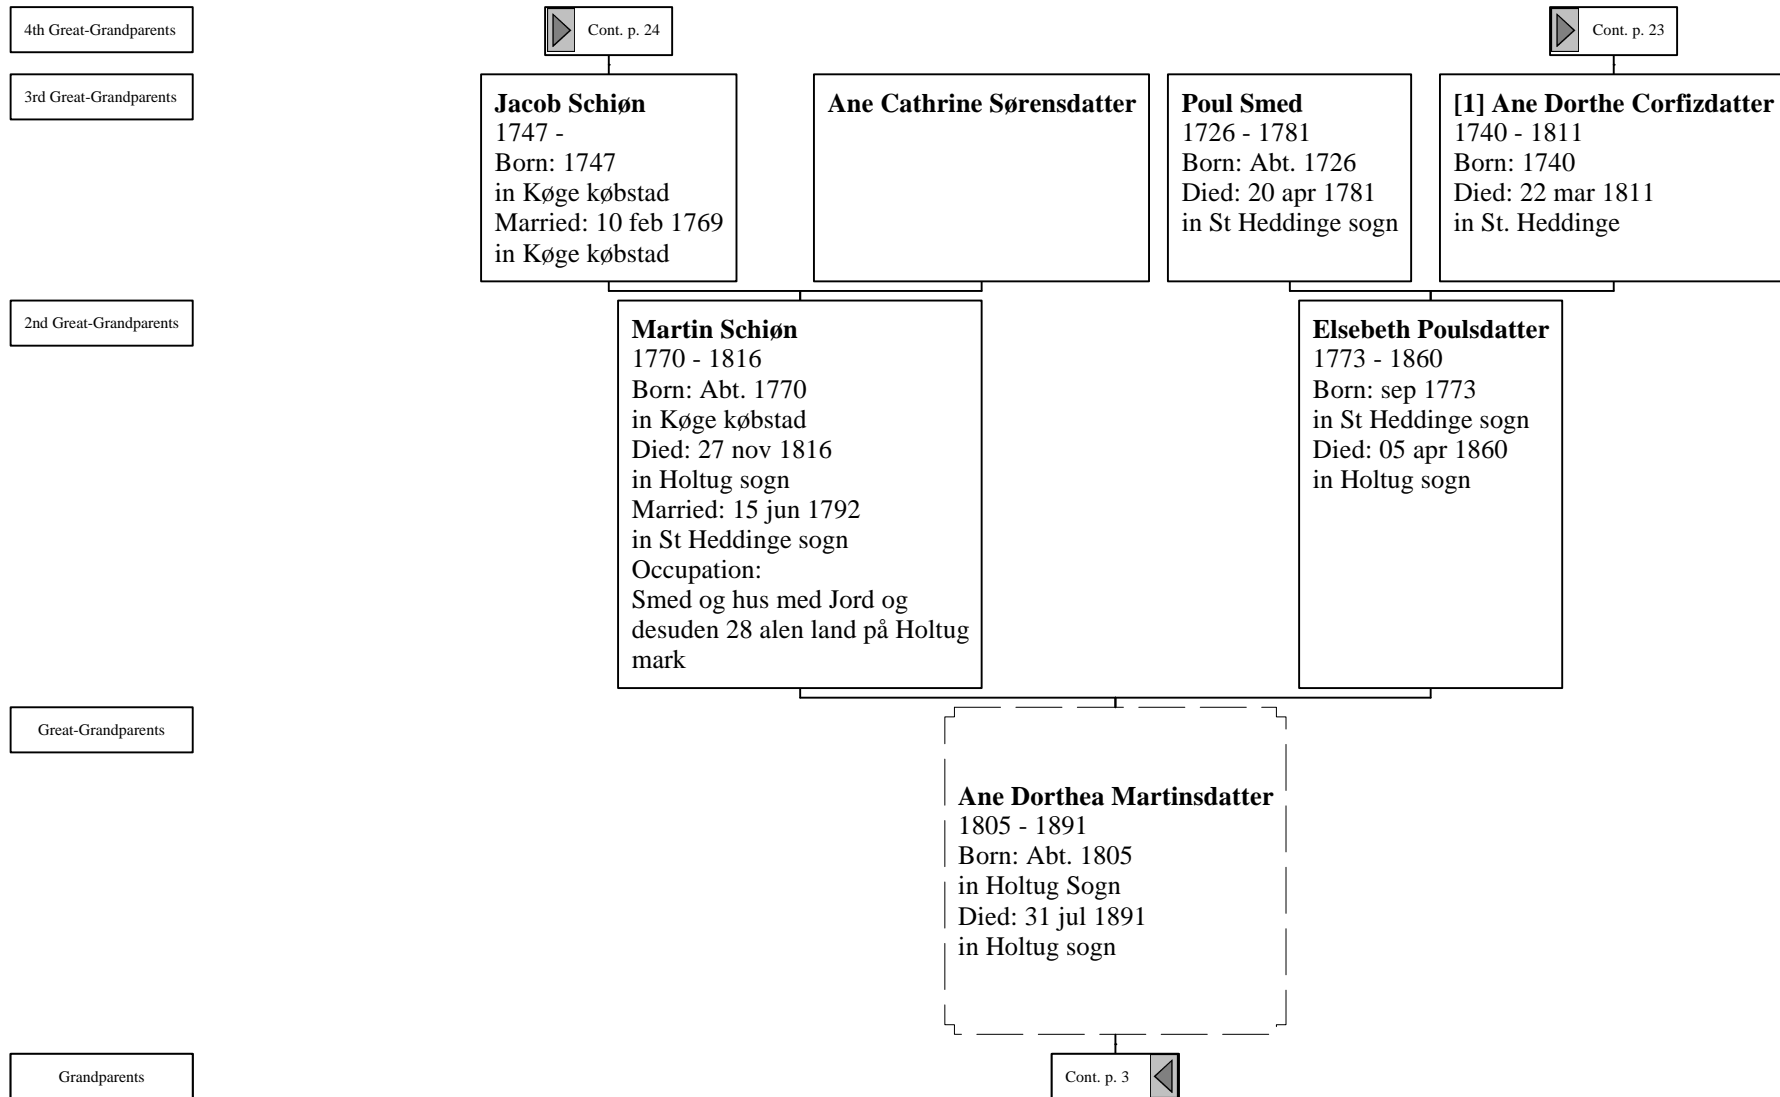 4th Great-Grandparents
Cont. p. 24
Cont. p. 23
3rd Great-Grandparents
Jacob Schiøn
1747 -
Born: 1747
in Køge købstad
Married: 10 feb 1769
in Køge købstad
Ane Cathrine Sørensdatter
Poul Smed
1726 - 1781
Born: Abt. 1726
Died: 20 apr 1781
in St Heddinge sogn
[1] Ane Dorthe Corfizdatter
1740 - 1811
Born: 1740
Died: 22 mar 1811
in St. Heddinge
2nd Great-Grandparents
Martin Schiøn
1770 - 1816
Born: Abt. 1770
in Køge købstad
Died: 27 nov 1816
in Holtug sogn
Married: 15 jun 1792
in St Heddinge sogn
Occupation:
Smed og hus med Jord og
desuden 28 alen land på Holtug
mark
Elsebeth Poulsdatter
1773 - 1860
Born: sep 1773
in St Heddinge sogn
Died: 05 apr 1860
in Holtug sogn
Great-Grandparents
Ane Dorthea Martinsdatter
1805 - 1891
Born: Abt. 1805
in Holtug Sogn
Died: 31 jul 1891
in Holtug sogn
Grandparents
Cont. p. 3